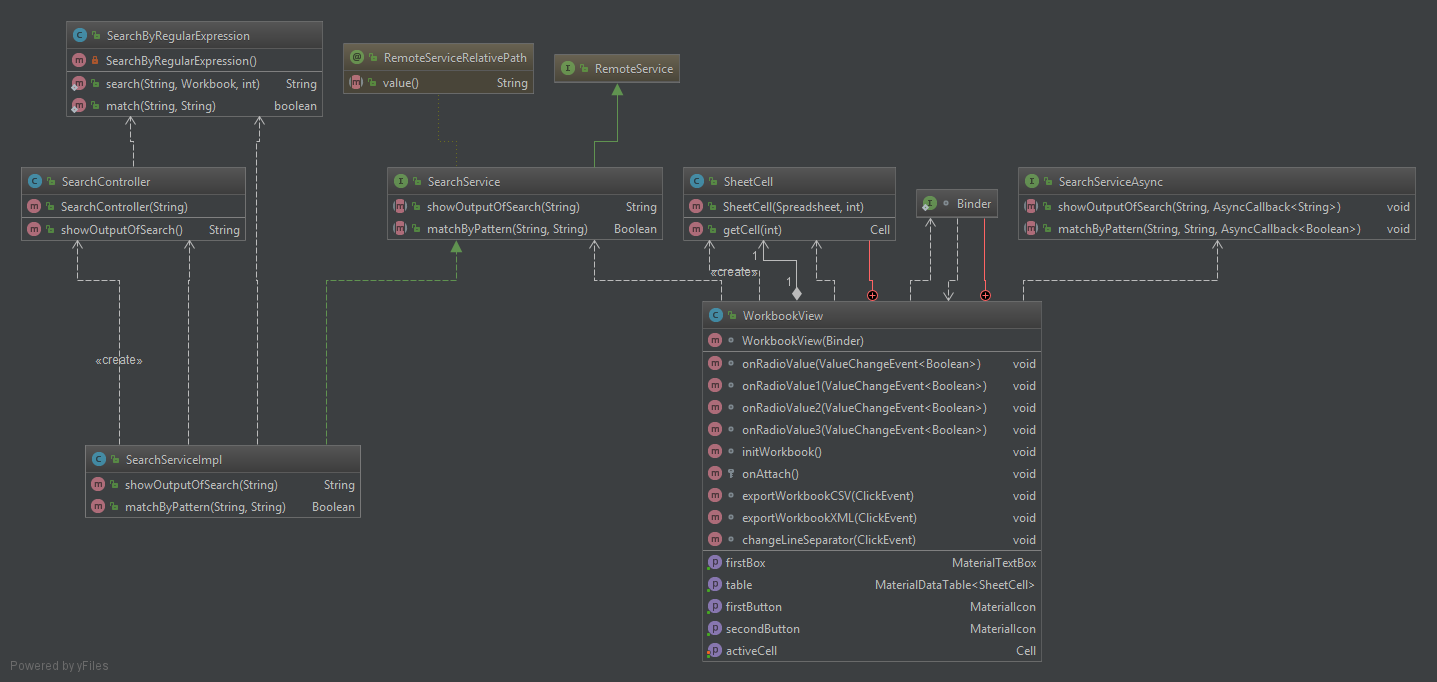 SearchByRegularExpression
SearchByRegularExpression()
search(String, Workbook, int) String
match(String, String) boolean
RemoteServiceRelativePath
value() String
RemoteService
SearchController
SearchController(String)
showOutputOfSearch() String
SearchService
showOutputOfSearch(String) String
matchByPattern(String, String) Boolean
SheetCell
SheetCell(Spreadsheet, int)
getCell(int) Cell
Binder
SearchServiceAsync
showOutputOfSearch(String, AsyncCallback<String>) void
matchByPattern(String, String, AsyncCallback<Boolean>) void
1
«create»
1
WorkbookView
WorkbookView(Binder)
onRadioValue(ValueChangeEvent<Boolean>) void
onRadioValue1(ValueChangeEvent<Boolean>) void
onRadioValue2(ValueChangeEvent<Boolean>) void
onRadioValue3(ValueChangeEvent<Boolean>) void
initWorkbook() void
onAttach() void
exportWorkbookCSV(ClickEvent) void
exportWorkbookXML(ClickEvent) void
changeLineSeparator(ClickEvent) void
firstBox MaterialTextBox
table MaterialDataTable<SheetCell>
firstButton MaterialIcon
secondButton MaterialIcon
activeCell Cell
«create»
SearchServiceImpl
showOutputOfSearch(String) String
matchByPattern(String, String) Boolean
Powered by yFiles